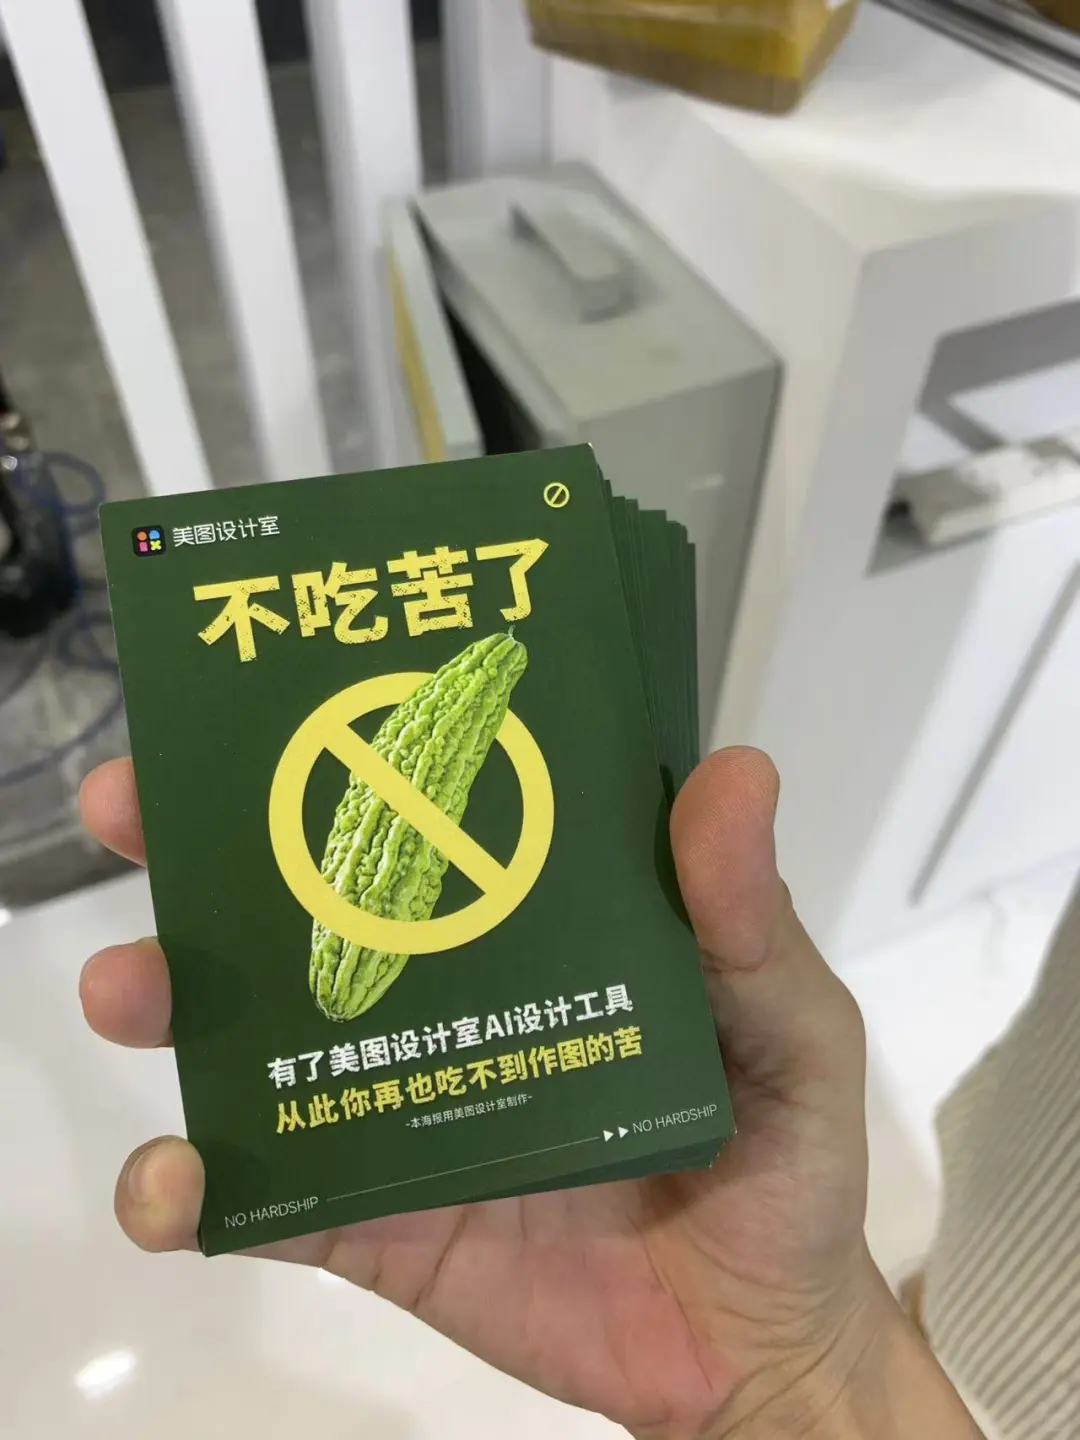 美图设计室
不吃苦了
有了美图设计室AI设计工具
从此你再也吃不到作图的苦
-本海报用美图设计室制作-
NO HARDSHIP
NO HARDSHIP